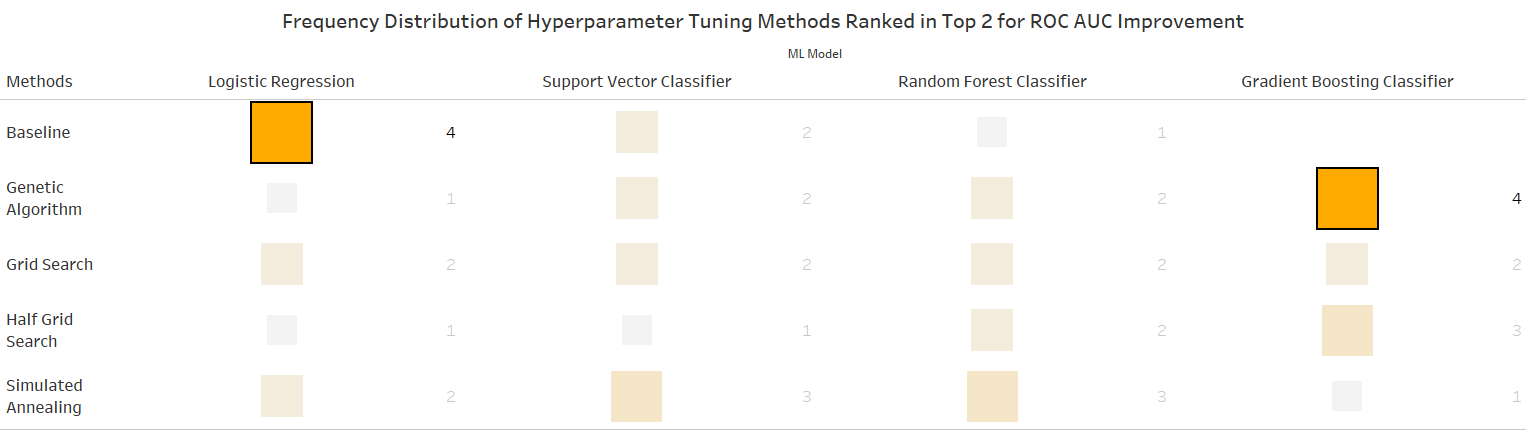 Frequency Distribution of Hyperparameter Tuning Methods Ranked in Top 2 for ROC AUC Improvement
ML Model
Methods Logistic Regression Support Vector Classifier Random Forest Classifier Gradient Boosting Classifier
Baseline 4 2 1
Genetic
Algorithm 1 2 2 4
Grid Search 2 2 2 2
Half Grid
Search 1 1 2 3
Simulated
Annealing 2 3 3 1